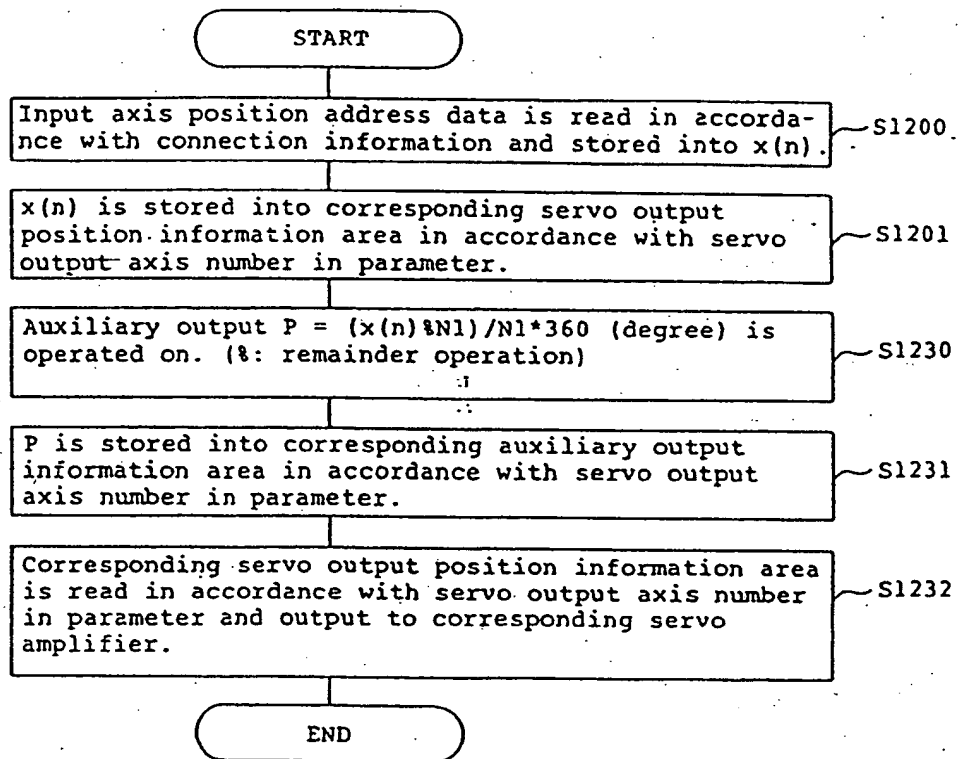 START
Input axis position address data is read in accorda-
nce with connection information and stored into x(n).
S1200
x(n) is stored into corresponding servo output
position information area in accordance with servo
output axis number in parameter.
S1201
Auxiliary output P = (x(n)%N1)/N1*360 (degree) is
operated on. (%: remainder operation)
S1230
P is stored into corresponding auxiliary output
information area in accordance with servo output
axis number in parameter.
S1231
Corresponding servo output position information area
is read in accordance with servo output axis number
in parameter and output to corresponding servo
amplifier.
S1232
END